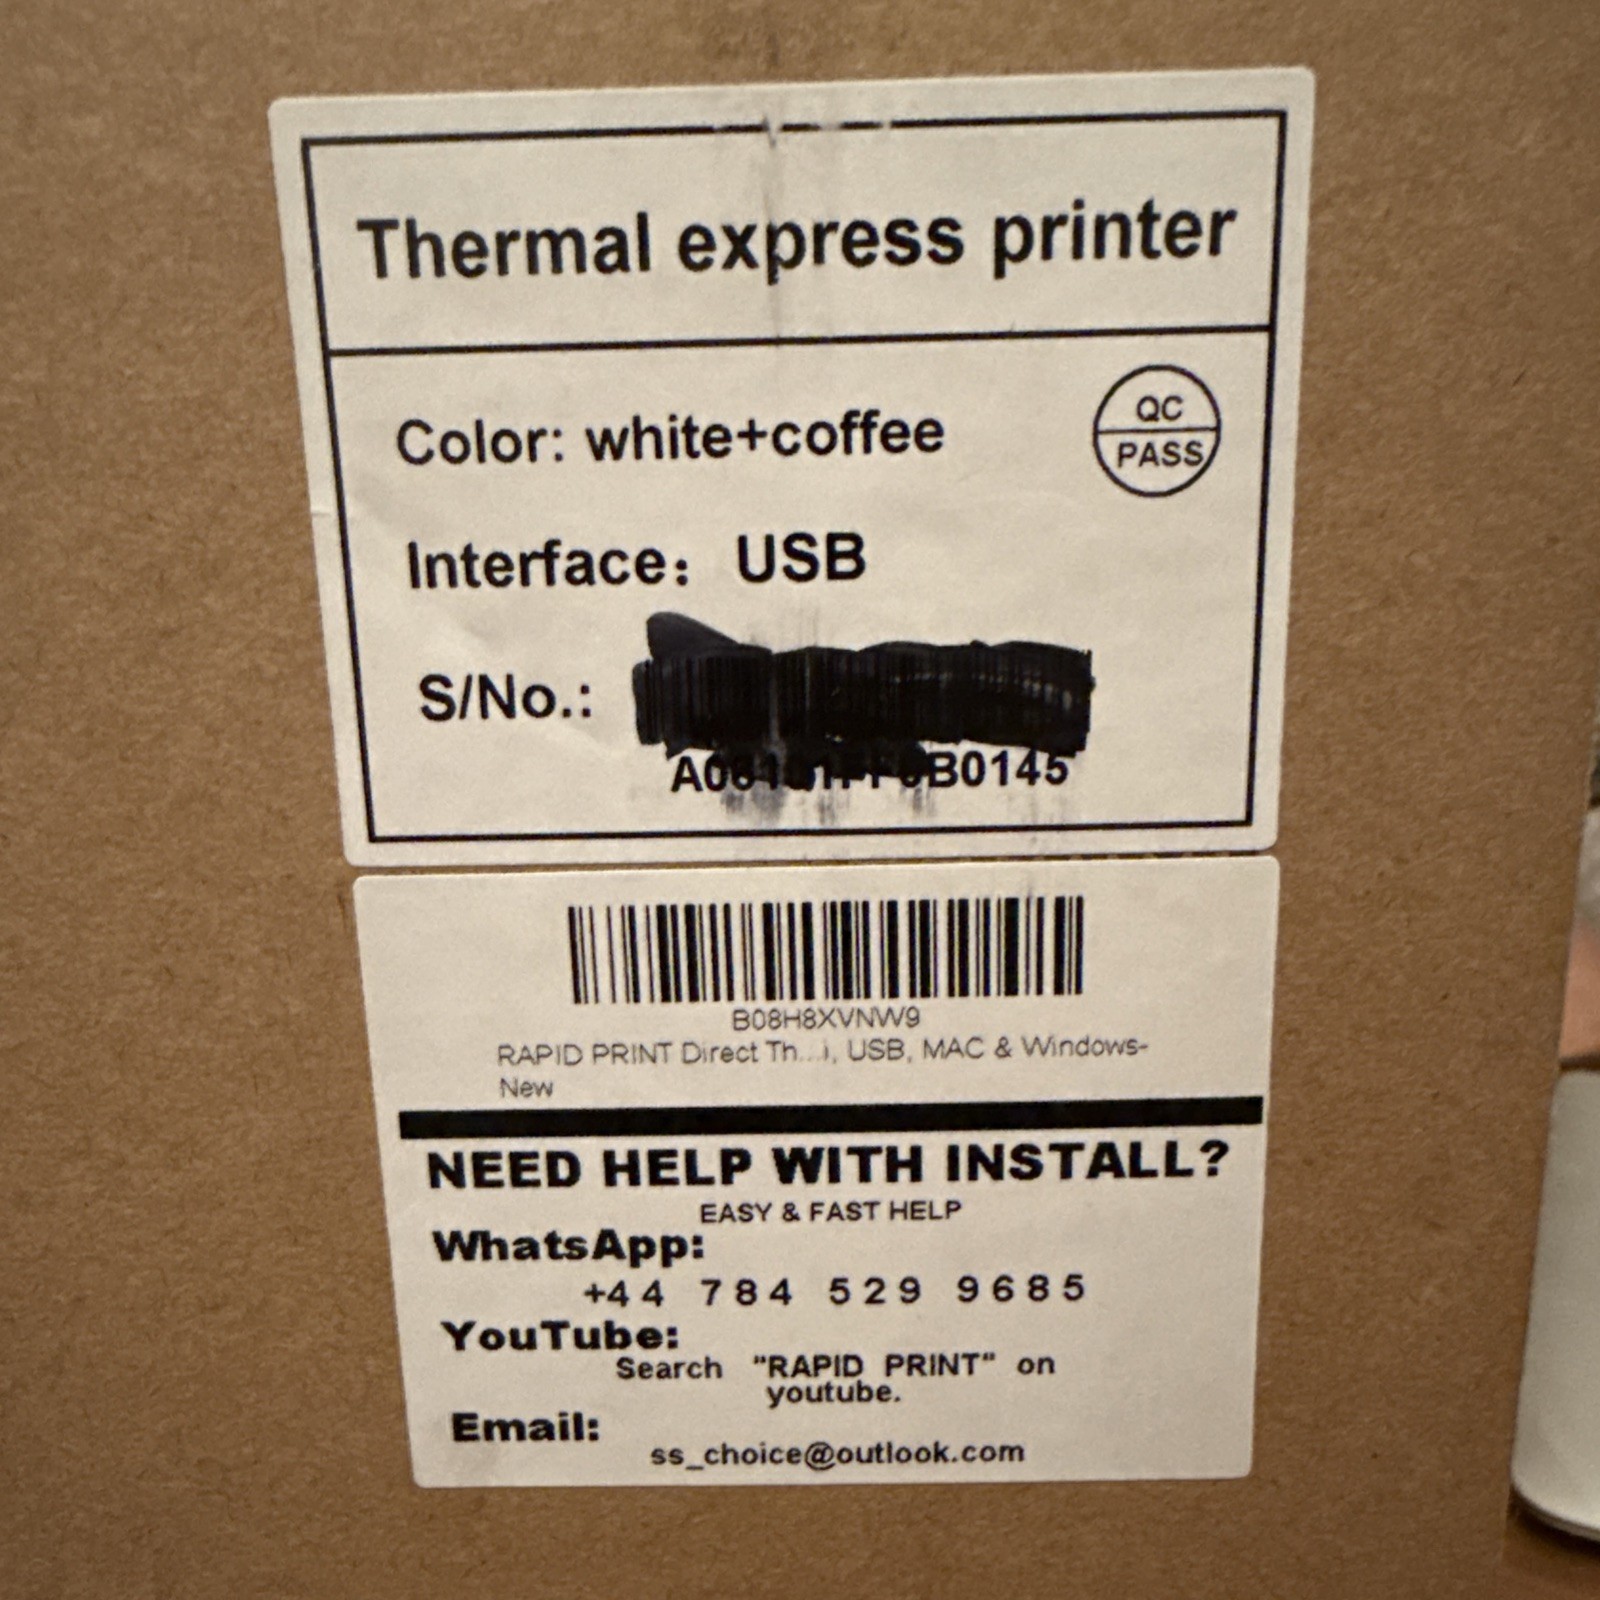 Thermal express printer
Color: white+coffee
QC
PASS
Interface: USB
S/No.:
B08H8XVNW9
RAPID PRINT Direct Th...), USB, MAC & Windows-
New
NEED HELP WITH INSTALL?
EASY & FAST HELP
WhatsApp:
+44 784 529 9685
YouTube:
Search "RAPID PRINT" on
youtube.
Email:
ss_choice@outlook.com